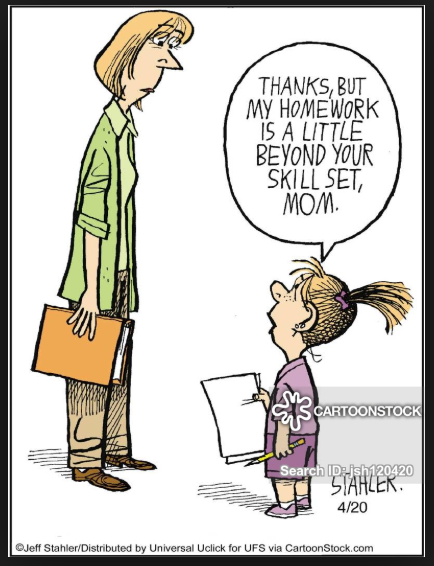 THANKS, BUT
MY HOMEWORK
IS A LITTLE
BEYOND YOUR
SKILL SET,
MOM.
CARTOONSTOCK
Search ID: jsh120420
STAHLER.
4/20
©Jeff Stahler/Distributed by Universal Uclick for UFS via CartoonStock.com